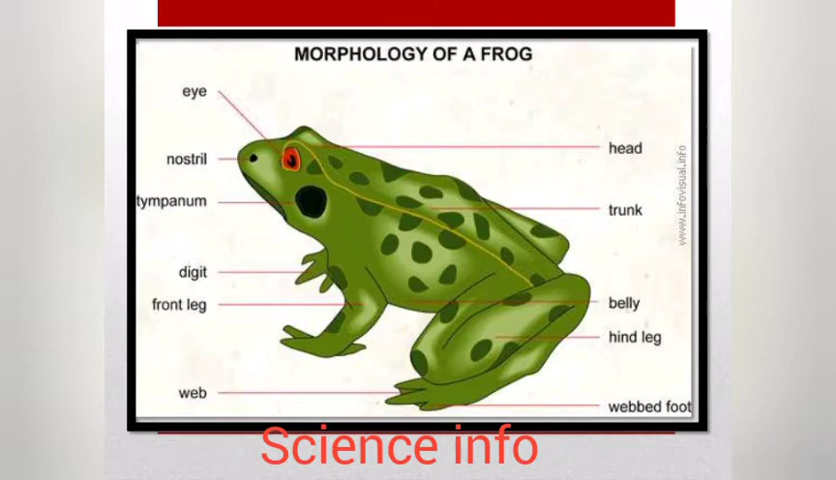 MORPHOLOGY OF A FROG
eye
nostril
tympanum
digit
front leg
web
head
trunk
belly
hind leg
webbed foot
www.infovisual.info
Science info